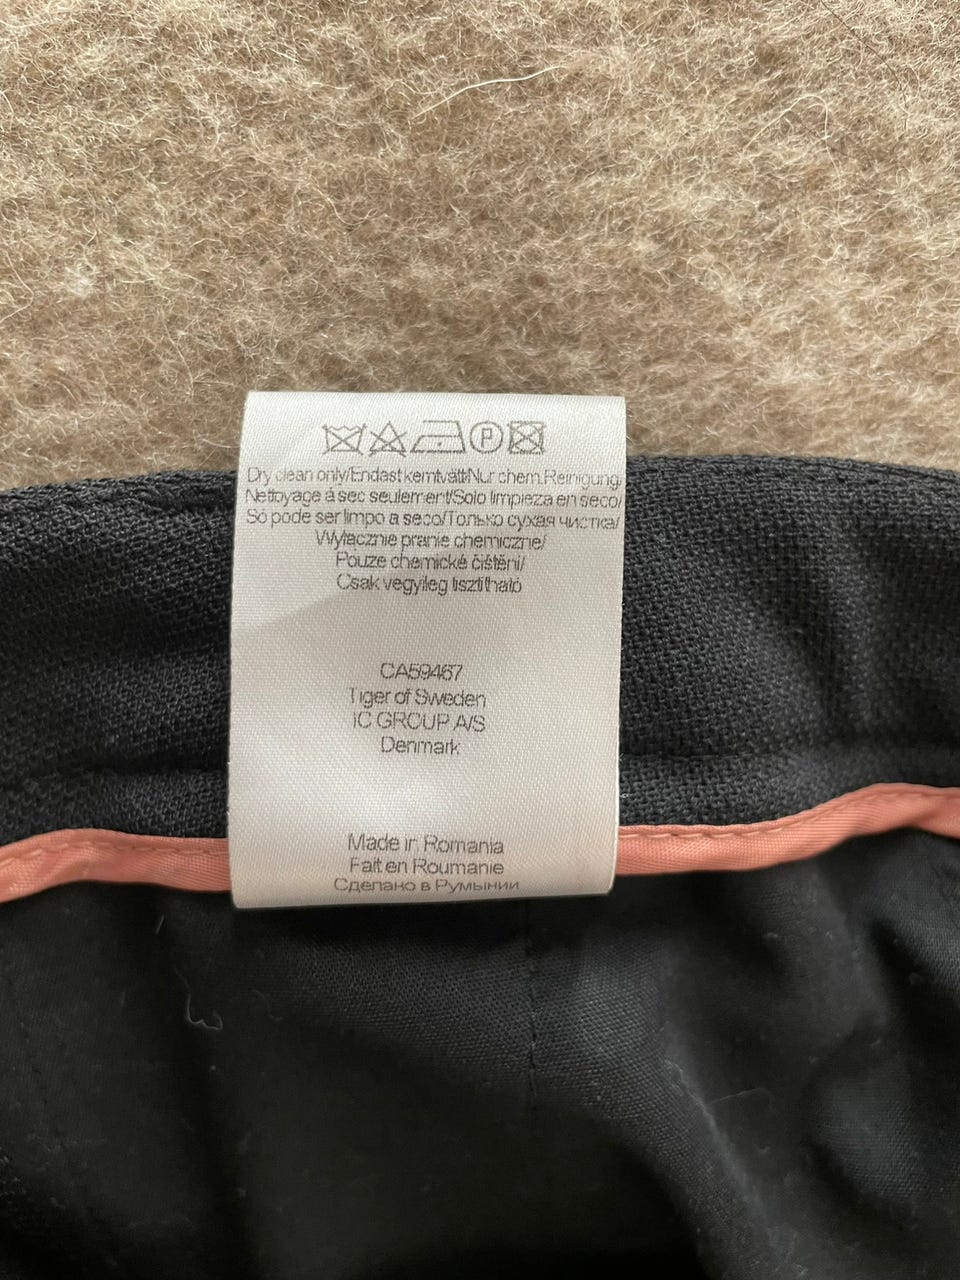 Dry clean only/Endast kemtvätt/Nur chem.Reinigung/
Nettoyage à sec seulement/Solo limpieza en seco/
Só pode ser limpo a seco/Только сухая чистка/
Wyłacznie pranie chemiczne/
Pouze chemické čištění/
Csak vegyileg tisztítható
CA59467
Tiger of Sweden
IC GROUP A/S
Denmark
Made in Romania
Fait en Roumanie
Сделано в Румынии